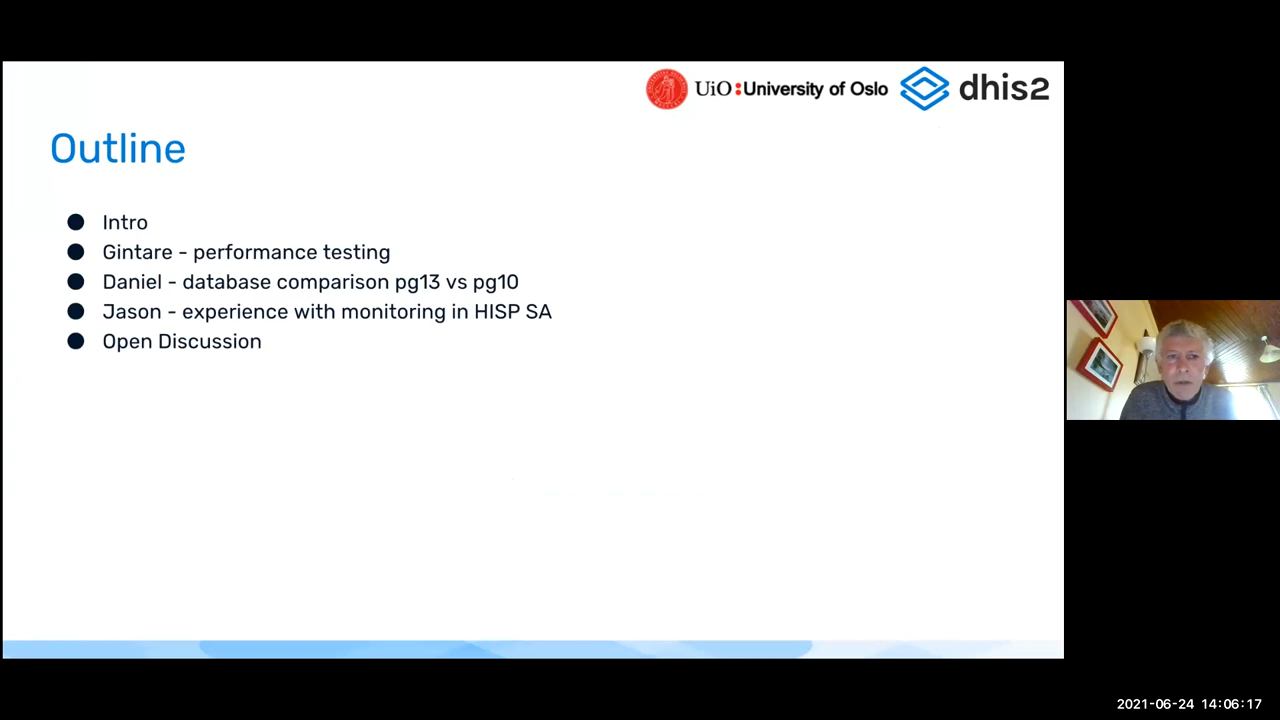 UiO:University of Oslo
dhis2
Outline
Intro
Gintare - performance testing
Daniel - database comparison pg13 vs pg10
Jason - experience with monitoring in HISP SA
Open Discussion
2021-06-24 14:06:17